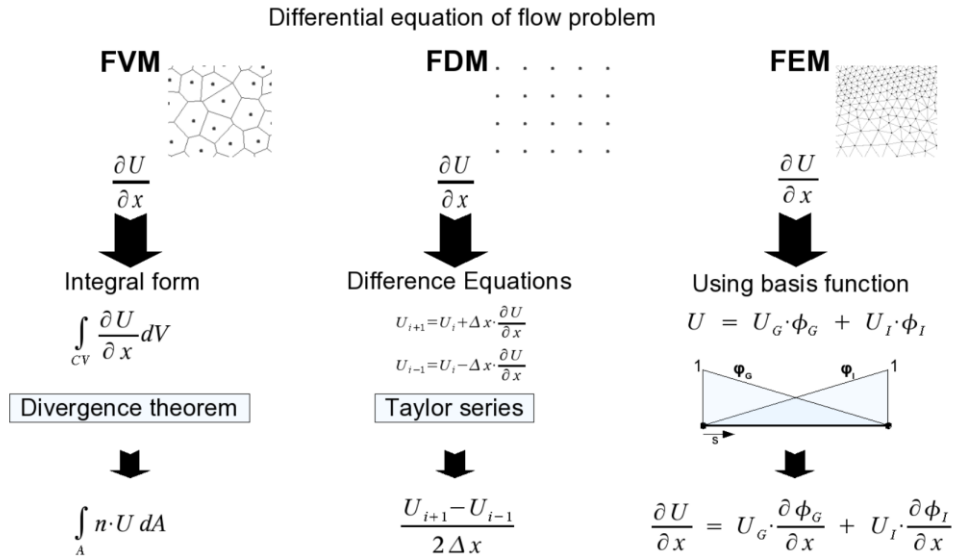 Differential equation of flow problem
FVM
∂U/∂x
Integral form
∫_CV ∂U/∂x dV
Divergence theorem
∫_A n·U dA
FDM
∂U/∂x
Difference Equations
U_{i+1}=U_i+Δx·∂U/∂x
U_{i−1}=U_i−Δx·∂U/∂x
Taylor series
(U_{i+1}−U_{i−1})/(2Δx)
FEM
∂U/∂x
Using basis function
U = U_G·ϕ_G + U_I·ϕ_I
1 φ_G φ_I 1
s
∂U/∂x = U_G·∂ϕ_G/∂x + U_I·∂ϕ_I/∂x